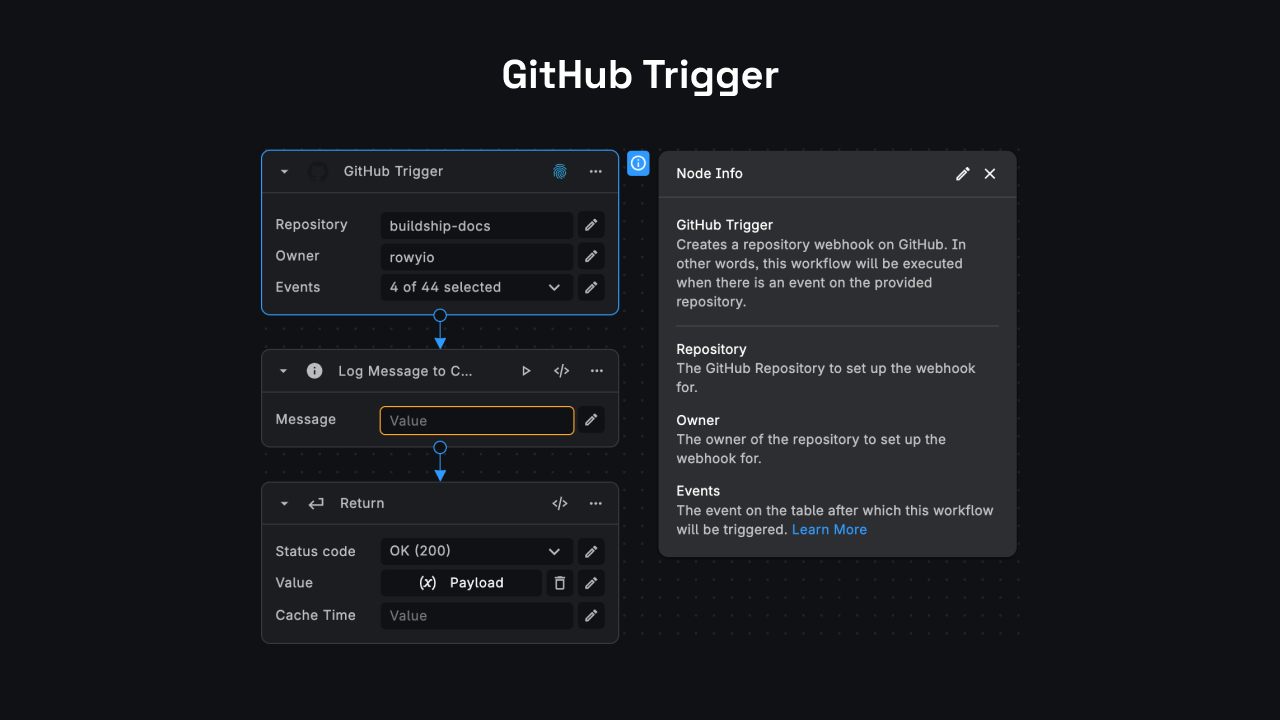 GitHub Trigger
GitHub Trigger
Repository buildship-docs
Owner rowyio
Events 4 of 44 selected
Log Message to C...
Message Value
Return
Status code OK (200)
Value (x) Payload
Cache Time Value
Node Info
GitHub Trigger
Creates a repository webhook on GitHub. In
other words, this workflow will be executed
when there is an event on the provided
repository.
Repository
The GitHub Repository to set up the webhook
for.
Owner
The owner of the repository to set up the
webhook for.
Events
The event on the table after which this workflow
will be triggered. Learn More